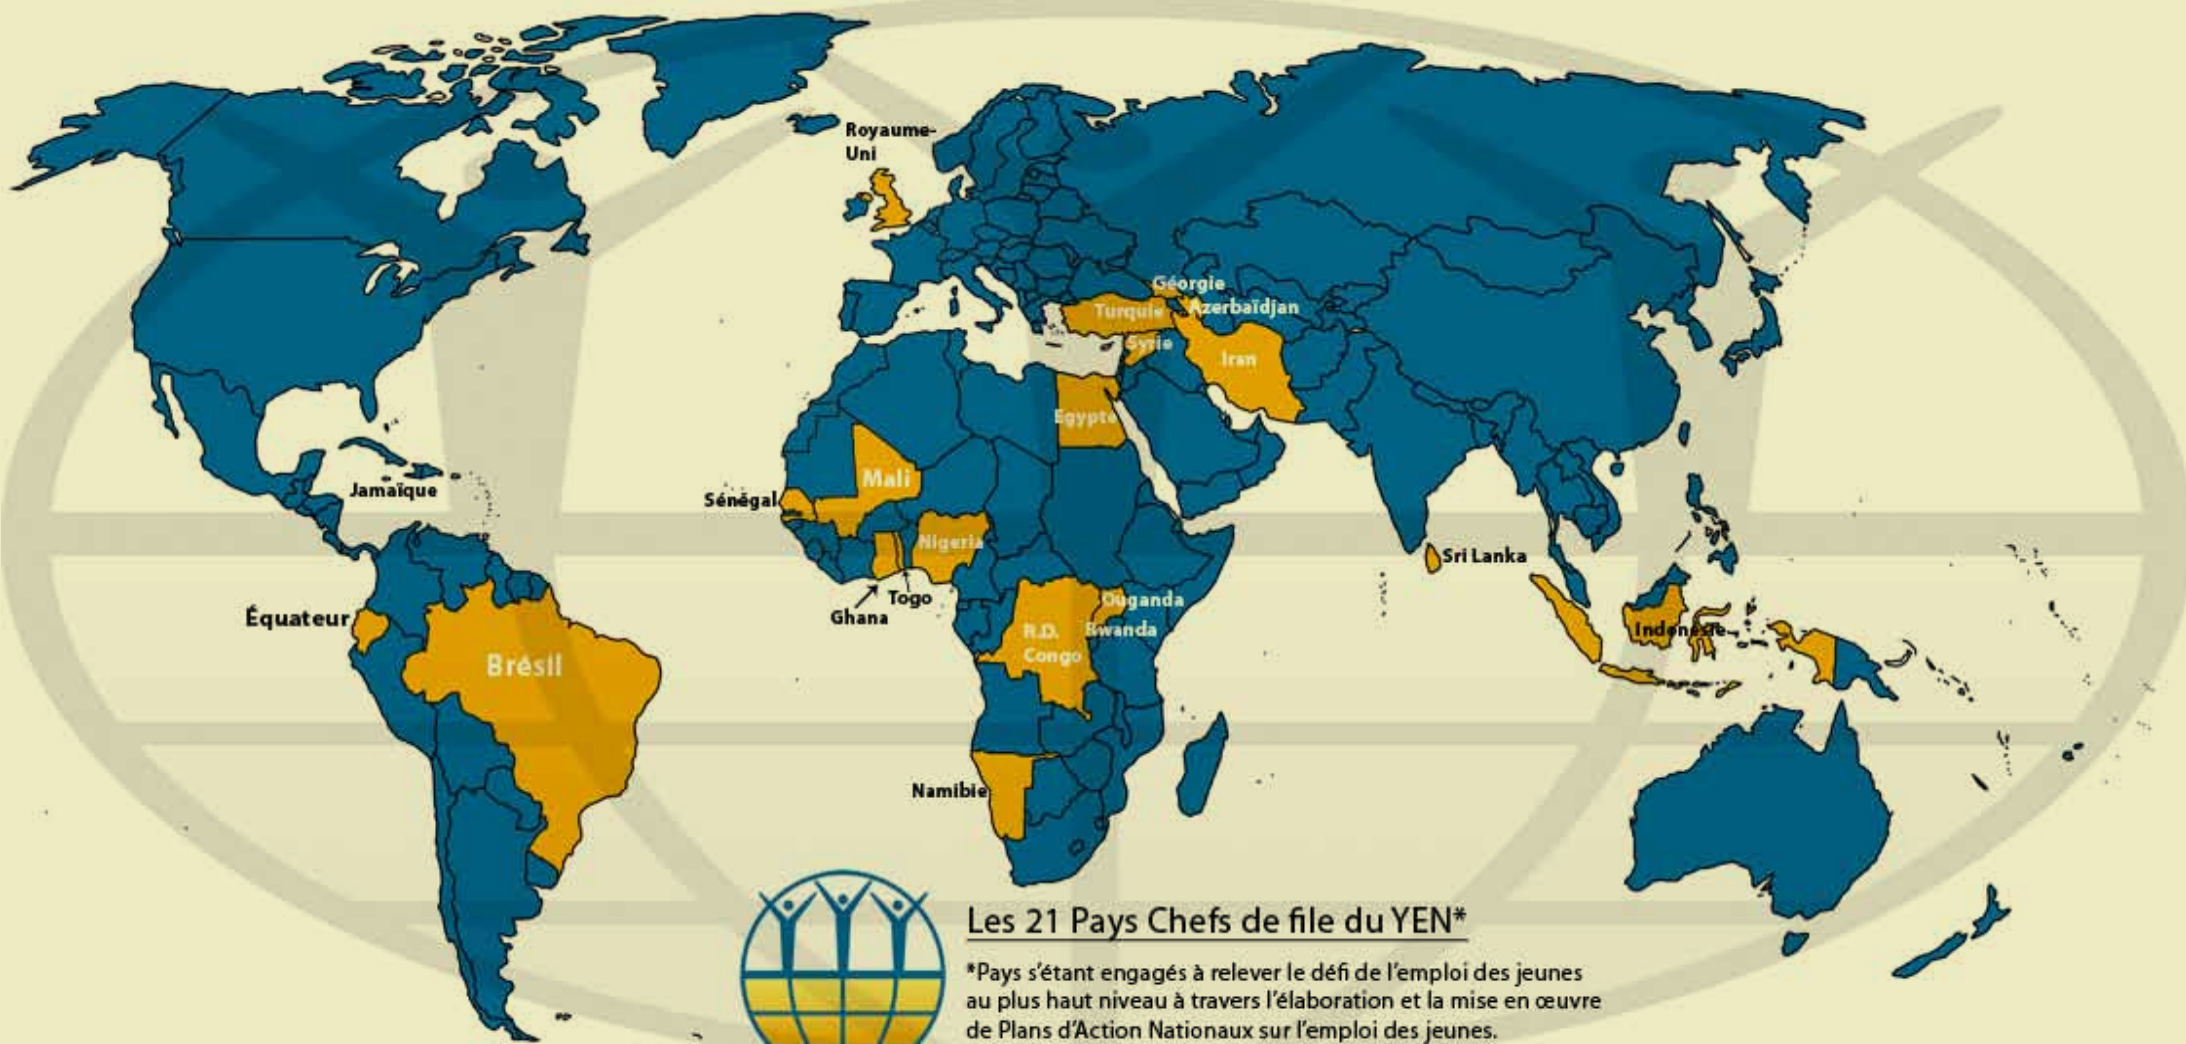 Royaume-
Uni
Géorgie
Turquie
Azerbaïdjan
Syrie
Iran
Egypte
Mali
Jamaïque
Sénégal
Nigeria
Sri Lanka
Togo
Ghana
Ouganda
Équateur
Rwanda
R.D.
Congo
Indonésie
Brésil
Namibie
Les 21 Pays Chefs de file du YEN*
*Pays s'étant engagés à relever le défi de l'emploi des jeunes
au plus haut niveau à travers l'élaboration et la mise en œuvre
de Plans d'Action Nationaux sur l'emploi des jeunes.